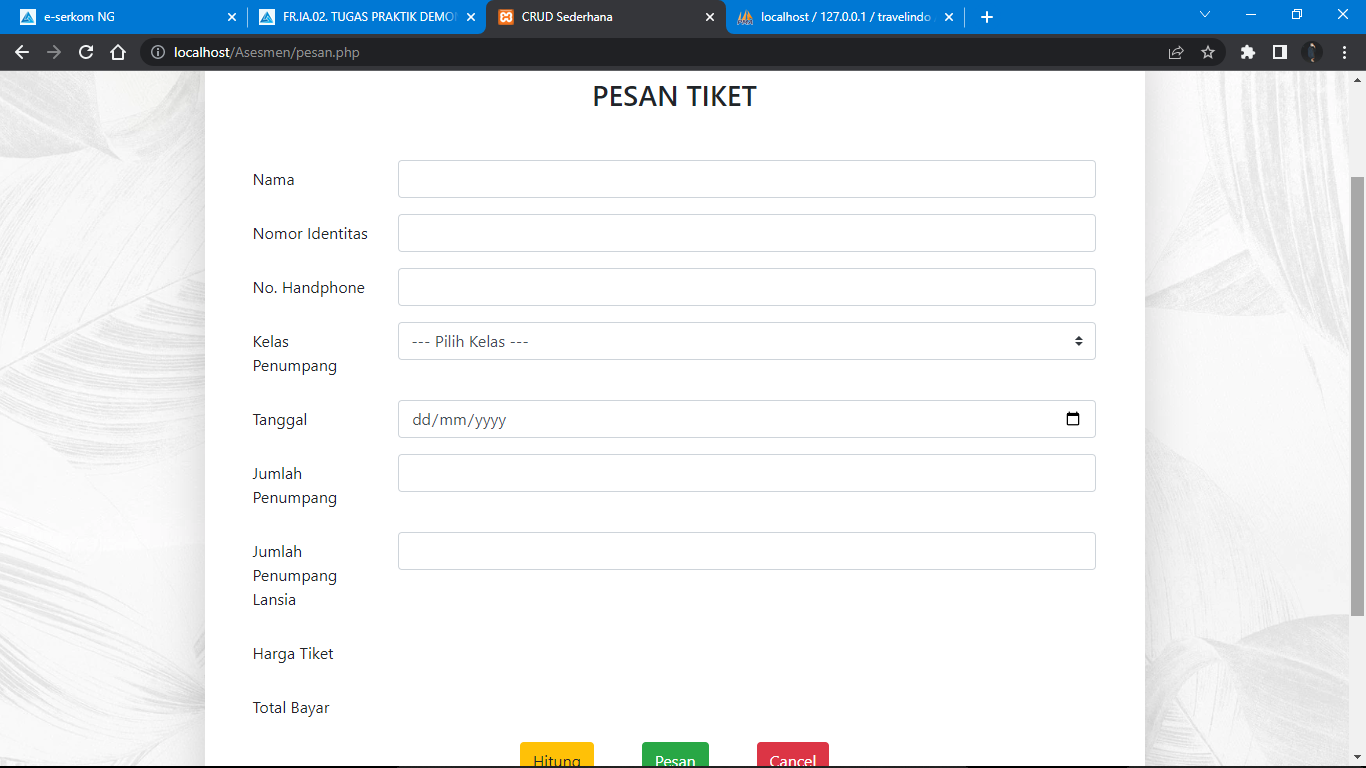 e-serkom NG
FR.IA.02. TUGAS PRAKTIK DEMO
CRUD Sederhana
localhost / 127.0.0.1 / travelindo
localhost/Asesmen/pesan.php
PESAN TIKET
Nama
Nomor Identitas
No. Handphone
Kelas
Penumpang
--- Pilih Kelas ---
Tanggal
dd/mm/yyyy
Jumlah
Penumpang
Jumlah
Penumpang
Lansia
Harga Tiket
Total Bayar
Hitung
Pesan
Cancel